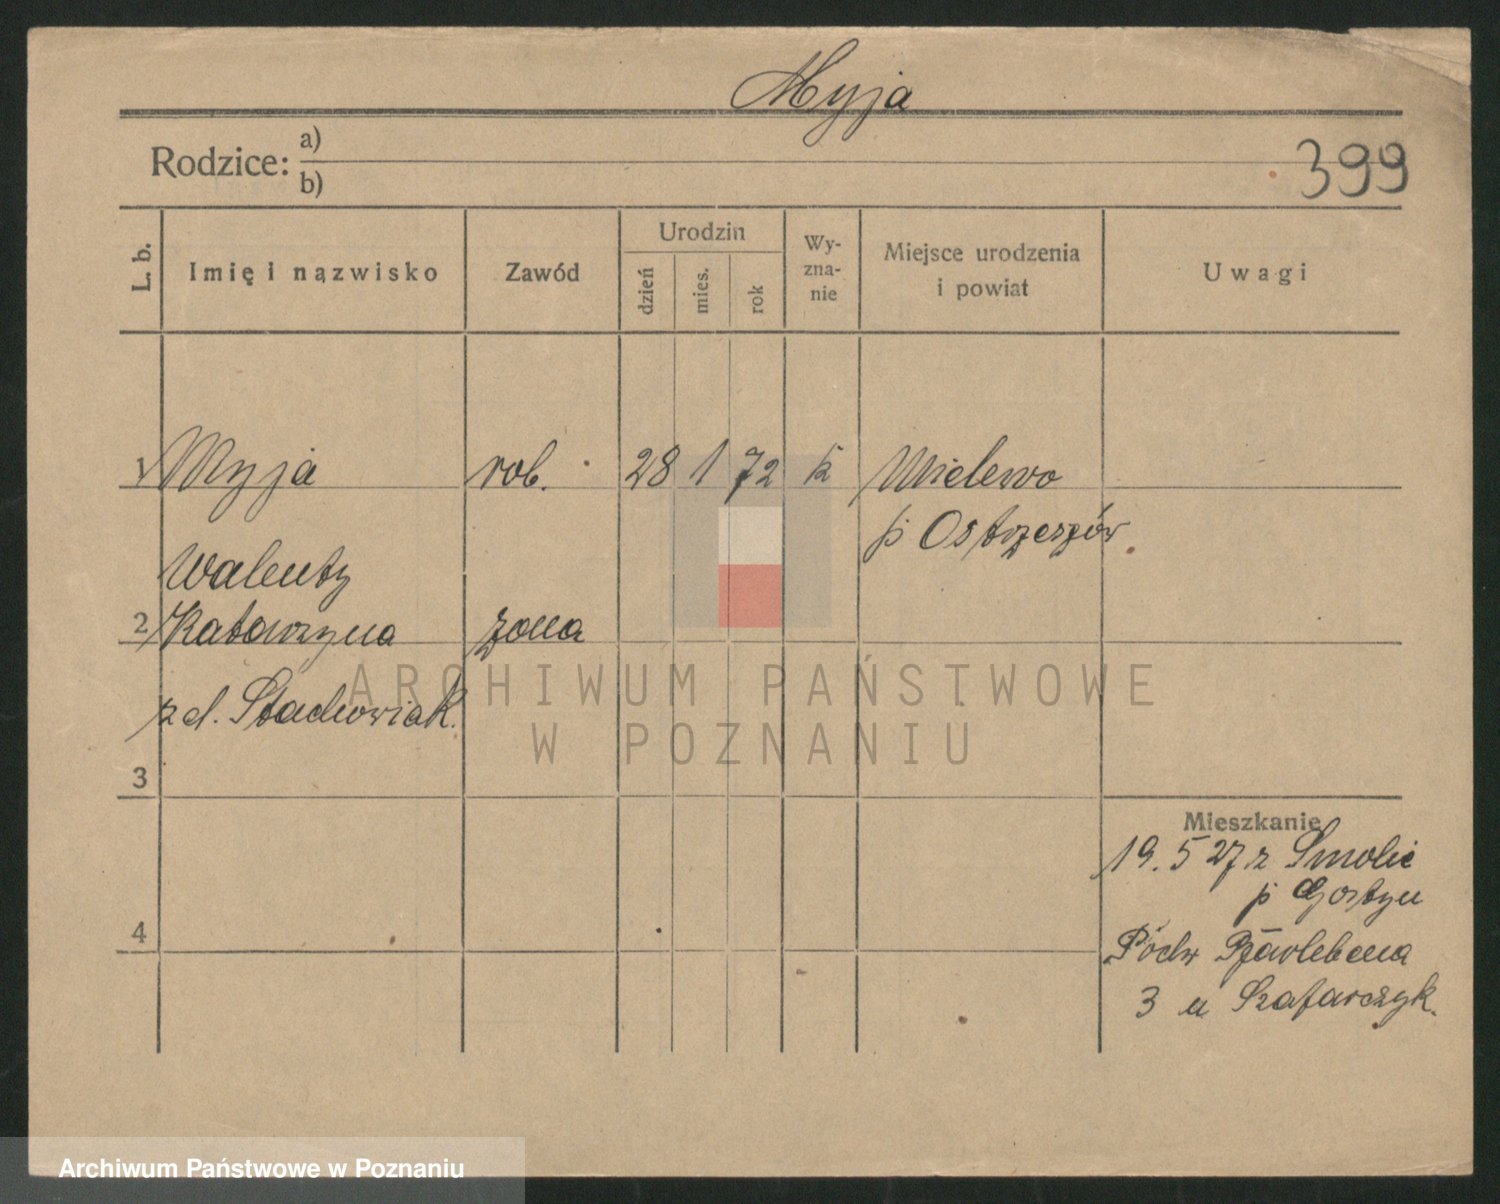 Myja
Rodzice: a)
b)
399
L. b.
Imię i nazwisko
Zawód
Urodzin
dzień
mies.
rok
Wy-
zna-
nie
Miejsce urodzenia
i powiat
Uwagi
1 Myja rob. 28 1 72 k Mielewo
p Ostrzeszów
Walenty
2 Katarzyna żona
z d. Stachowiak.
3
4
Mieszkanie
19.5 27 z Smolic
p Gostyń
3 u Szafarczyk.
ARCHIWUM PAŃSTWOWE
W POZNANIU
Archiwum Państwowe w Poznaniu